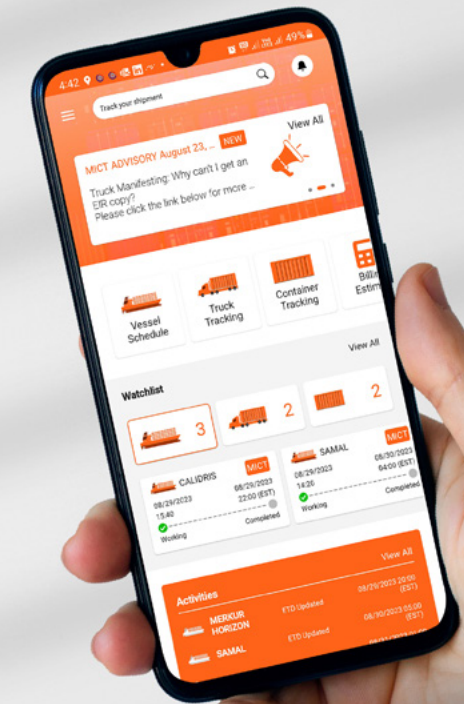 4:42
49%
Track your shipment
MICT ADVISORY August 23, ... NEW
View All
Truck Manifesting: Why can't I get an
EIR copy?
Please click the link below for more ...
Vessel
Schedule
Truck
Tracking
Container
Tracking
Billin
Estim
Watchlist
View All
3
2
2
CALIDRIS
MICT
08/29/2023
15:40
08/29/2023
22:00 (EST)
Working
Completed
SAMAL
MICT
08/29/2023
14:26
08/30/2023
04:00 (EST)
Working
Completed
Activities
View All
MERKUR
HORIZON
ETD Updated
08/29/2023 20:00
(EST)
SAMAL
ETD Updated
08/30/2023 05:00
(EST)